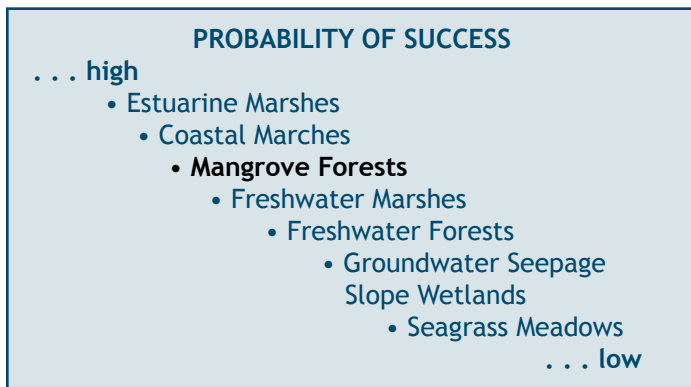 PROBABILITY OF SUCCESS
. . . high
• Estuarine Marshes
• Coastal Marches
• Mangrove Forests
• Freshwater Marshes
• Freshwater Forests
• Groundwater Seepage
Slope Wetlands
• Seagrass Meadows
. . . low